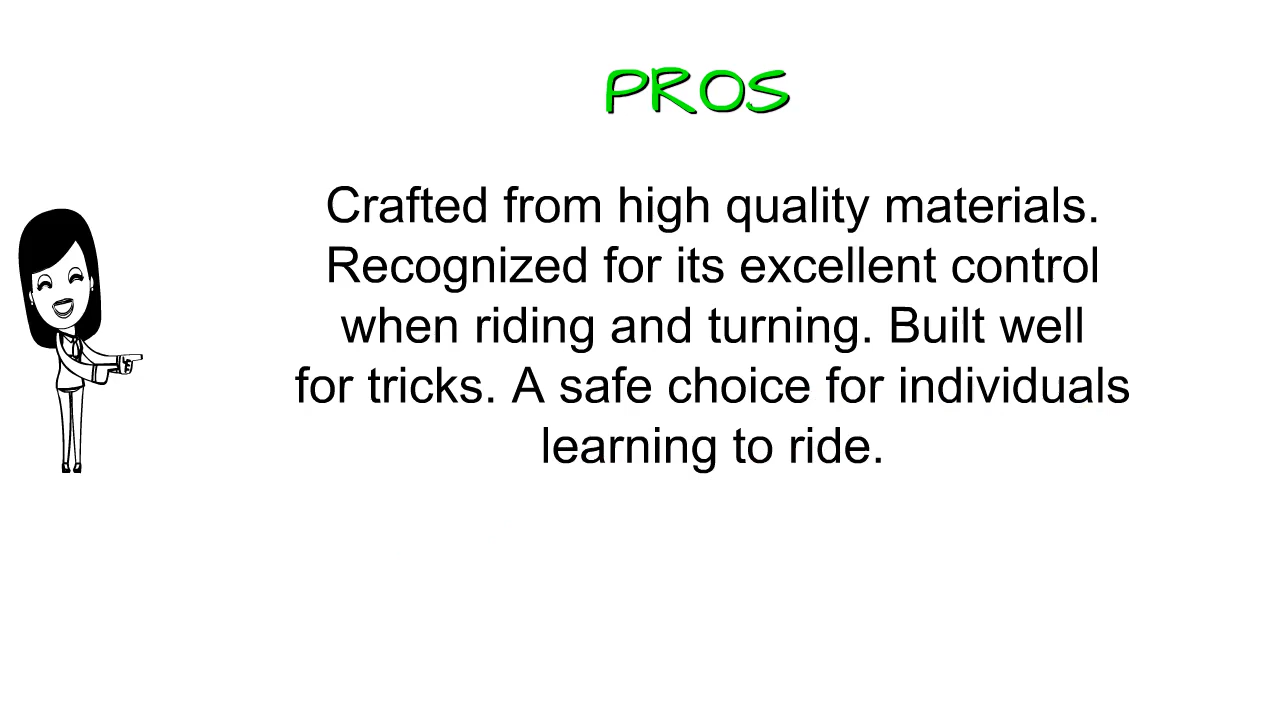 PROS
Crafted from high quality materials.
Recognized for its excellent control
when riding and turning. Built well
for tricks. A safe choice for individuals
learning to ride.